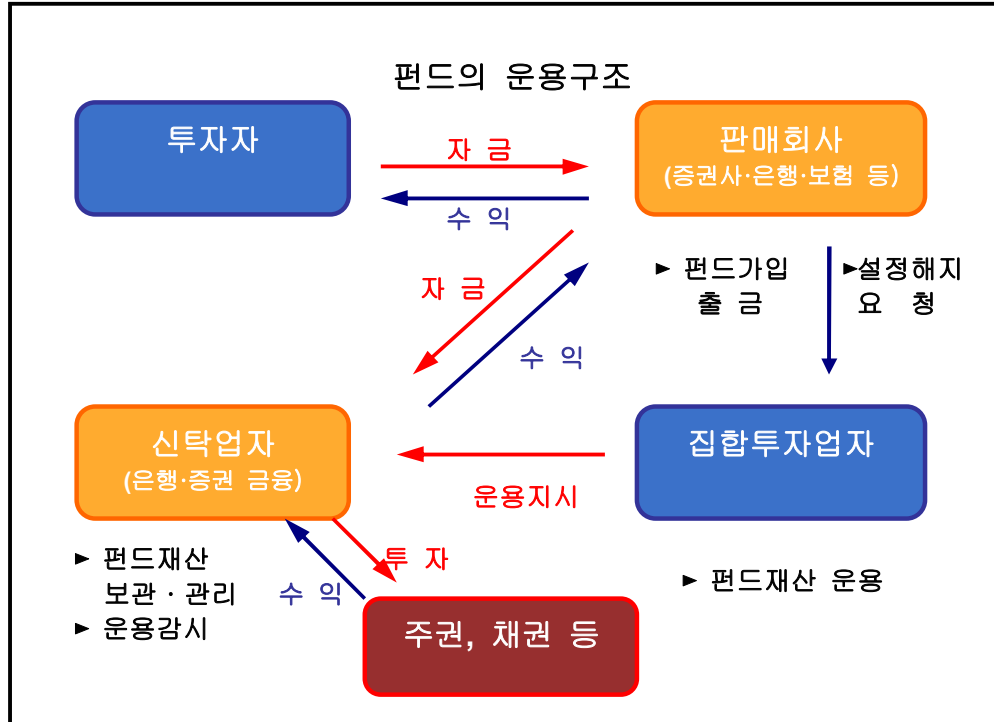 펀드의 운용구조
투자자
판매회사
(증권사·은행·보험 등)
자 금
수 익
자 금
수 익
► 펀드가입
출 금
►설정해지
요 청
신탁업자
(은행·증권 금융)
집합투자업자
운용지시
► 펀드재산
보관 · 관리
► 운용감시
투 자
수 익
► 펀드재산 운용
주권, 채권 등